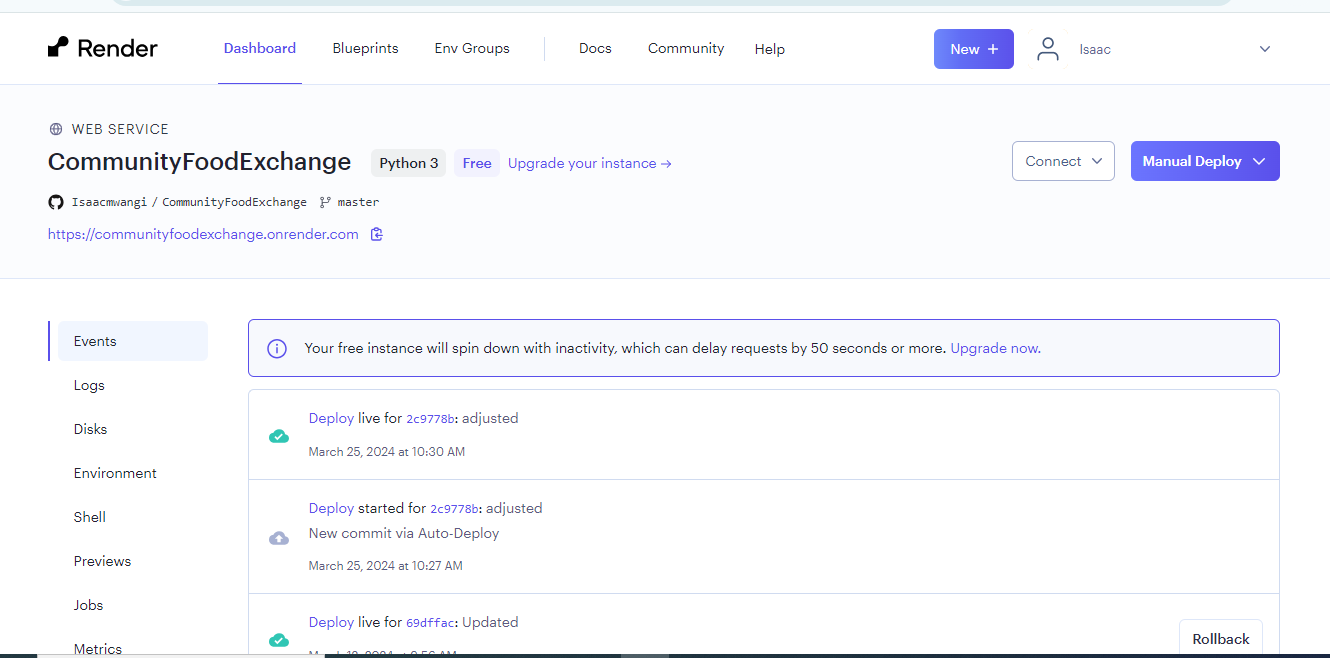 Render
Dashboard Blueprints Env Groups Docs Community Help New + Isaac
WEB SERVICE
CommunityFoodExchange Python 3 Free Upgrade your instance →
Connect Manual Deploy
Isaacmwangi / CommunityFoodExchange master
https://communityfoodexchange.onrender.com
Events
Logs
Disks
Environment
Shell
Previews
Jobs
Metrics
Your free instance will spin down with inactivity, which can delay requests by 50 seconds or more. Upgrade now.
Deploy live for 2c9778b: adjusted
March 25, 2024 at 10:30 AM
Deploy started for 2c9778b: adjusted
New commit via Auto-Deploy
March 25, 2024 at 10:27 AM
Deploy live for 69dffac: Updated
Rollback